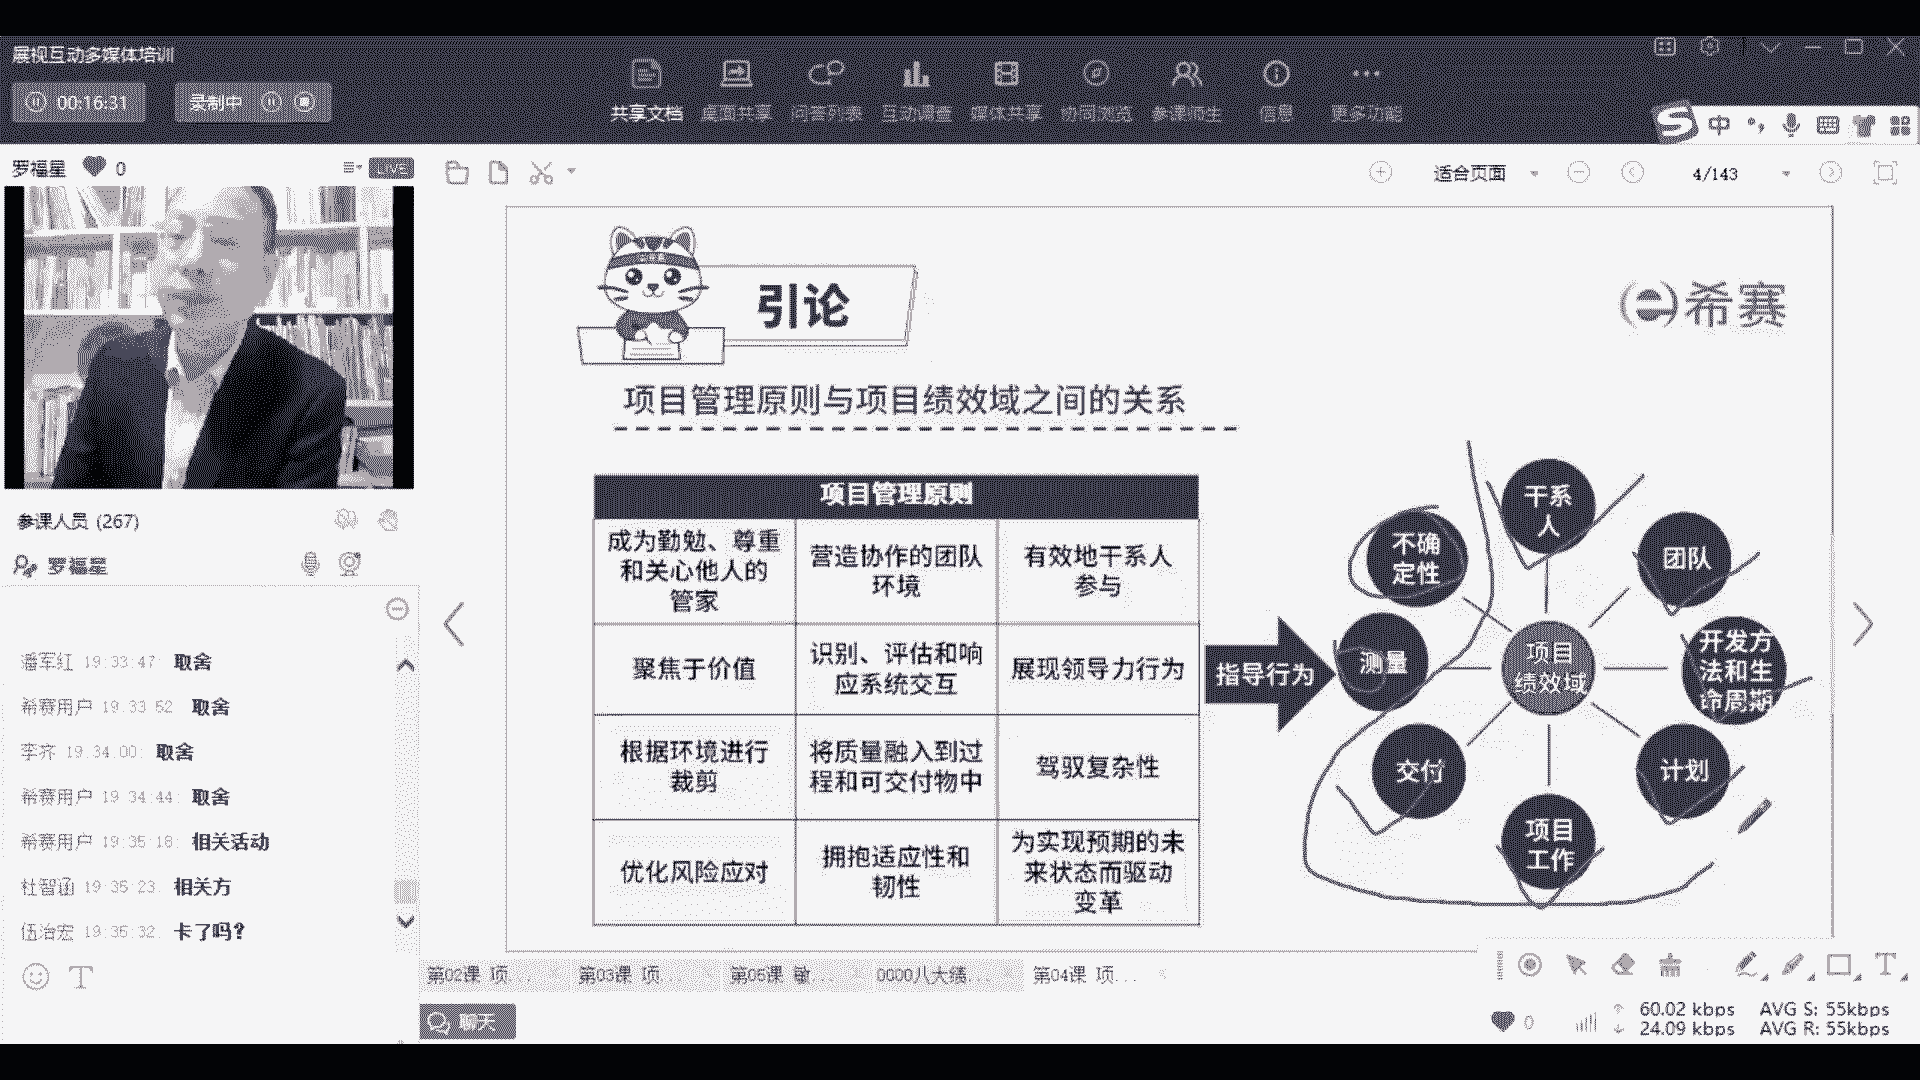 展视互动多媒体培训
00:16:31
录制中
共享文档
桌面共享
问答列表
互动调查
媒体共享
协同浏览
参课师生
信息
更多功能
中
罗福星
0
LIVE
适合页面
4/143
参课人员 (267)
罗福星
潘军红 19:33:47 取舍
希赛用户 19:33:52 取舍
李齐 19:34:00: 取舍
希赛用户 19:34:44: 取舍
希赛用户 19:35:18: 相关活动
杜智涵 19:35:23: 相关方
伍治宏 19:35:32: 卡了吗?
引论
希赛
项目管理原则与项目绩效域之间的关系
项目管理原则
成为勤勉、尊重
和关心他人的
管家
营造协作的团队
环境
有效地干系人
参与
聚焦于价值
识别、评估和响
应系统交互
展现领导力行为
根据环境进行
裁剪
将质量融入到过
程和可交付物中
驾驭复杂性
优化风险应对
拥抱适应性和
韧性
为实现预期的未
来状态而驱动
变革
指导行为
项目
绩效域
干系
人
团队
开发方
法和生
命周期
计划
项目
工作
交付
测量
不确
定性
第02课 项...
第03课 项...
第05课 敏...
0000八大绩...
第04课 项...
聊天
0
60.02 kbps
AVG S: 55kbps
24.09 kbps
AVG R: 55kbps